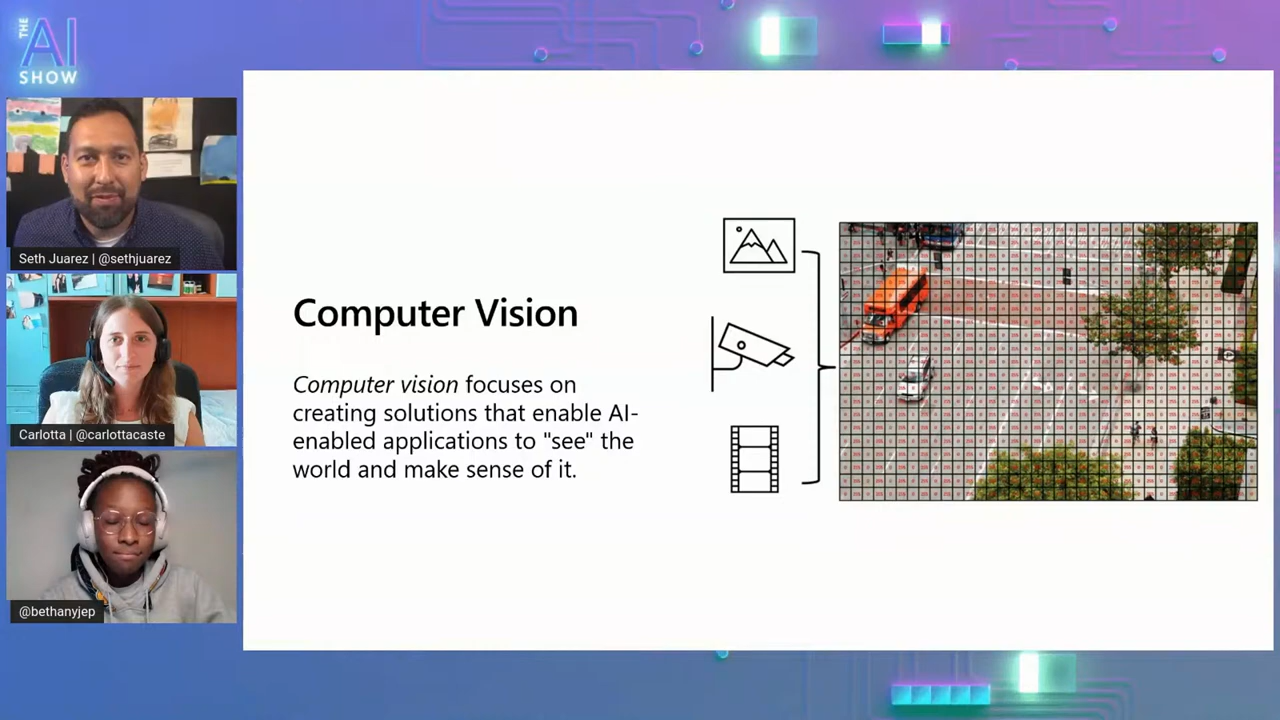 THE
AI
SHOW
Seth Juarez | @sethjuarez
Carlotta | @carlottacaste
@bethanyjep
Computer Vision
Computer vision focuses on
creating solutions that enable AI-
enabled applications to "see" the
world and make sense of it.